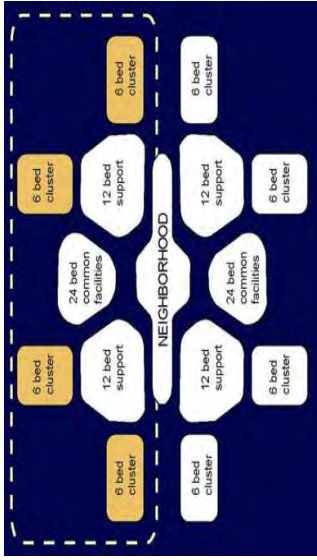 6 bed
cluster
6 bed
cluster
24 bed
common
facilities
6 bed
cluster
12 bed
support
12 bed
support
6 bed
cluster
NEIGHBORHOOD
6 bed
cluster
12 bed
support
12 bed
support
6 bed
cluster
24 bed
common
facilities
6 bed
cluster
6 bed
cluster